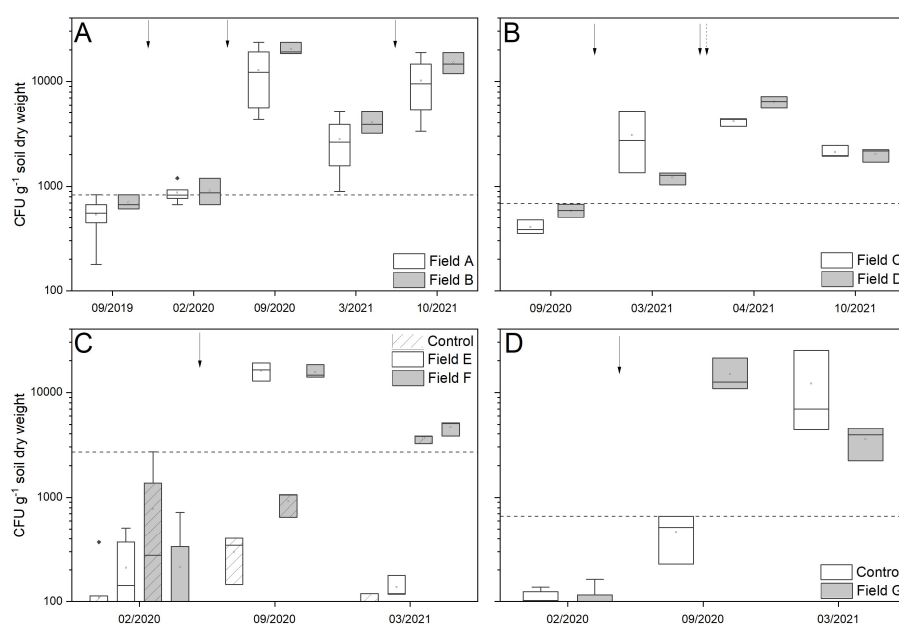 A
B
CFU g⁻¹ soil dry weight
10000
1000
100
Field A
Field B
Field C
Field D
09/2019
02/2020
09/2020
3/2021
10/2021
09/2020
03/2021
04/2021
10/2021
C
D
CFU g⁻¹ soil dry weight
10000
1000
100
Control
Field E
Field F
Control
Field G
02/2020
09/2020
03/2021
02/2020
09/2020
03/2021